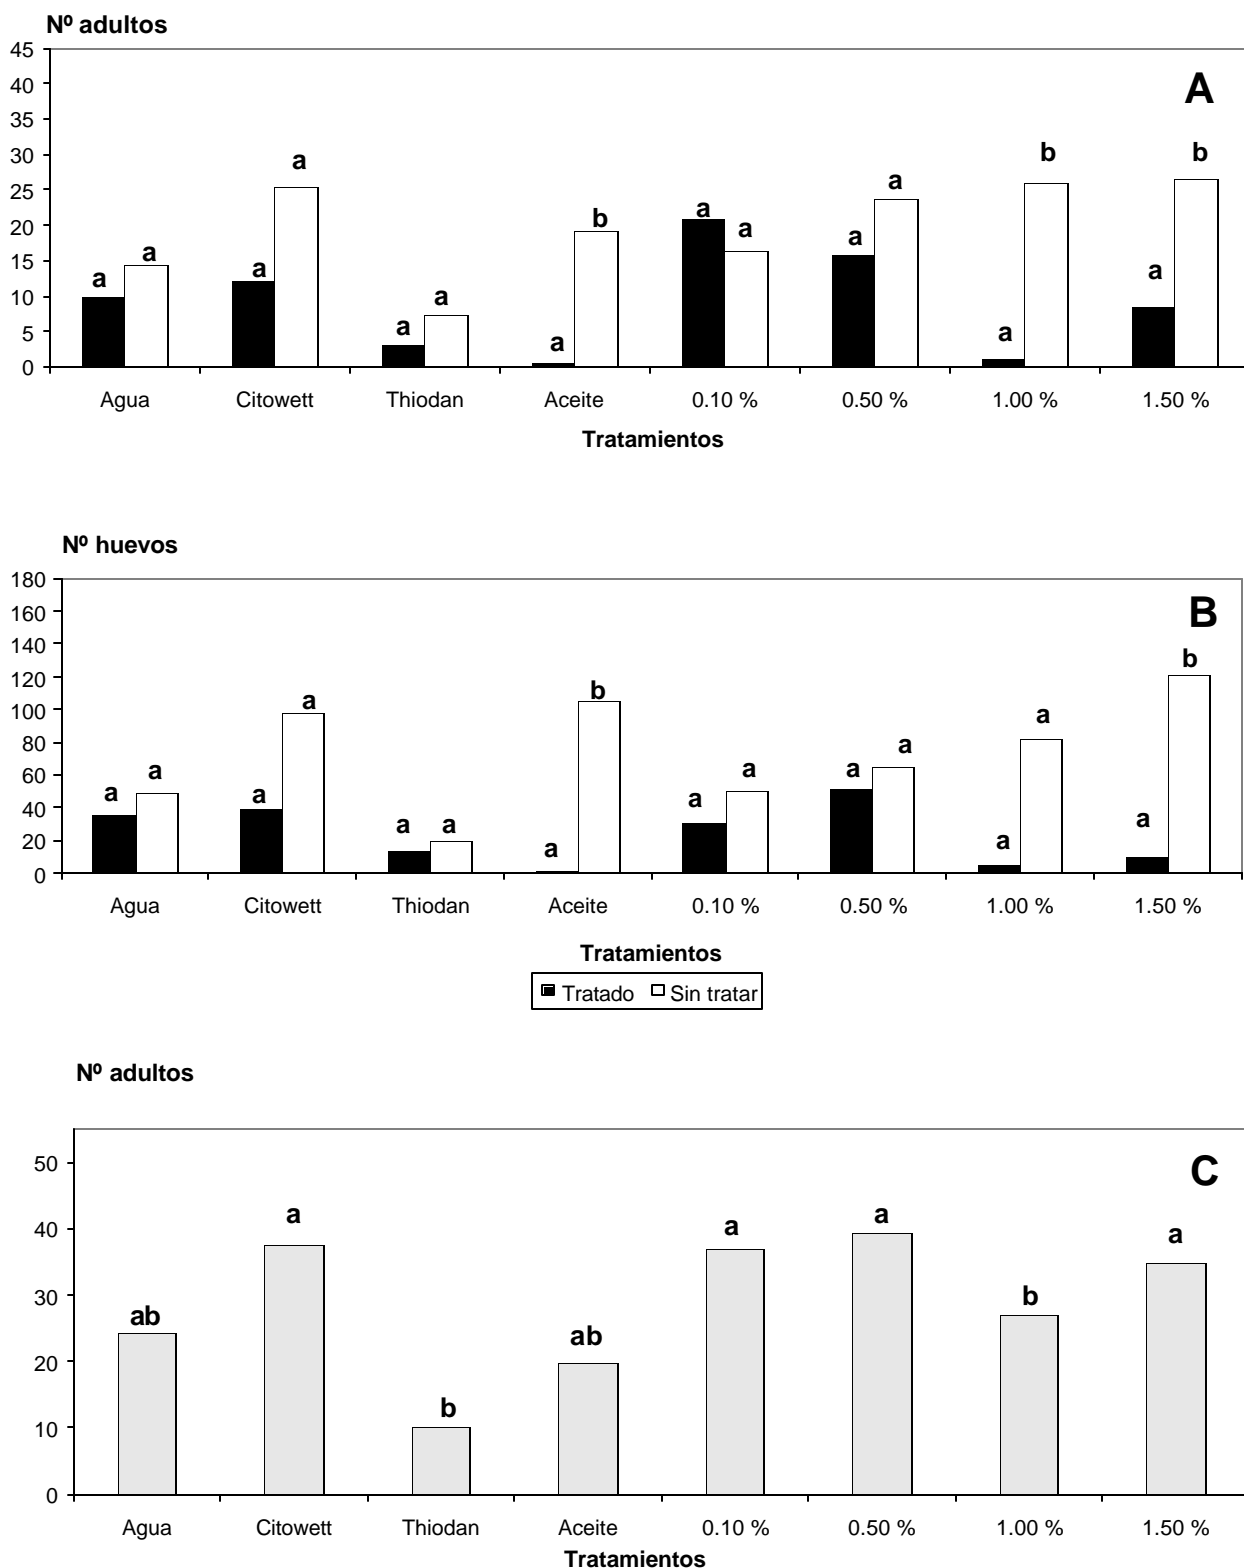 Nº adultos
45
40
35
30
25
20
15
10
5
0
A
a a a a a a a b a a a a a b a b
Agua Citowett Thiodan Aceite 0.10 % 0.50 % 1.00 % 1.50 %
Tratamientos
Nº huevos
180
160
140
120
100
80
60
40
20
0
B
a a a a a a a b a a a a a a a b
Agua Citowett Thiodan Aceite 0.10 % 0.50 % 1.00 % 1.50 %
Tratamientos
Tratado Sin tratar
Nº adultos
50
40
30
20
10
0
C
ab a b ab a a b a
Agua Citowett Thiodan Aceite 0.10 % 0.50 % 1.00 % 1.50 %
Tratamientos